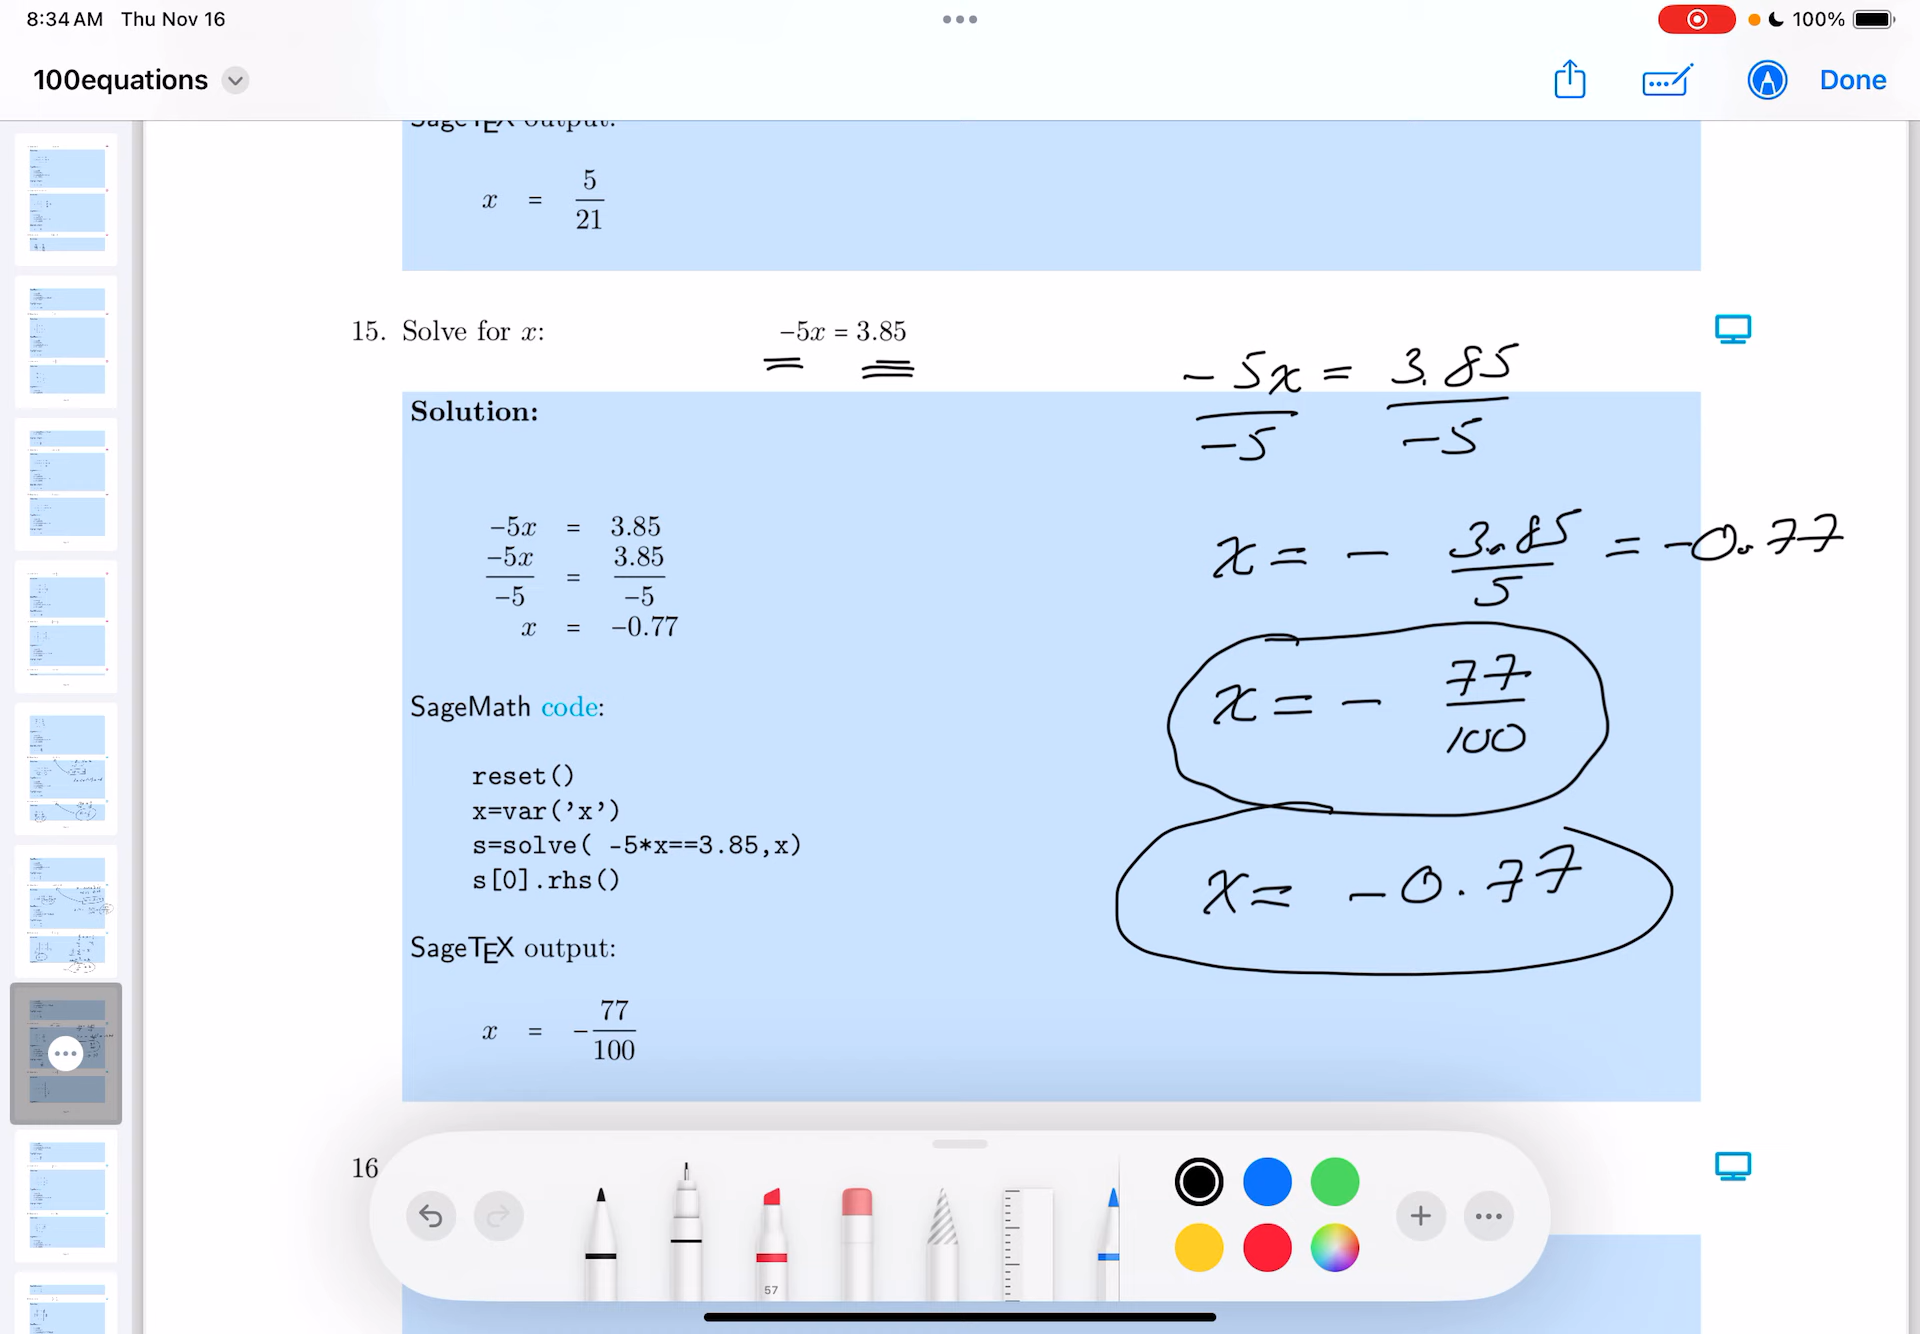 8:34 AM Thu Nov 16
100%
100equations
Done
SageTEX output:
x = 5/21
15. Solve for x: −5x = 3.85
Solution:
−5x = 3.85
−5x/−5 = 3.85/−5
x = −0.77
SageMath code:
reset()
x=var('x')
s=solve( -5*x==3.85,x)
s[0].rhs()
SageTEX output:
x = −77/100
-5x/-5 = 3.85/-5
x = - 3.85/5 = -0.77
x = - 77/100
x = -0.77
16
57